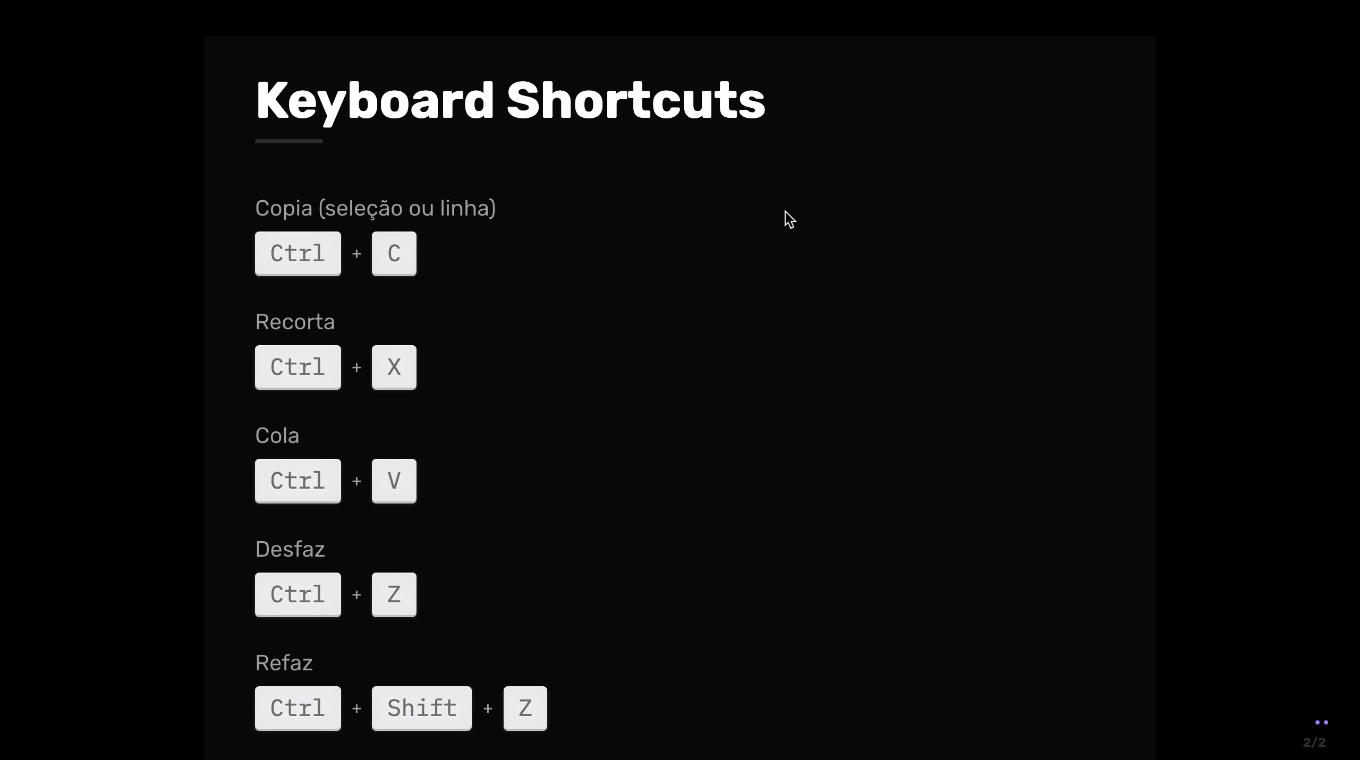 Keyboard Shortcuts
Copia (seleção ou linha)
Ctrl + C
Recorta
Ctrl + X
Cola
Ctrl + V
Desfaz
Ctrl + Z
Refaz
Ctrl + Shift + Z
2/2